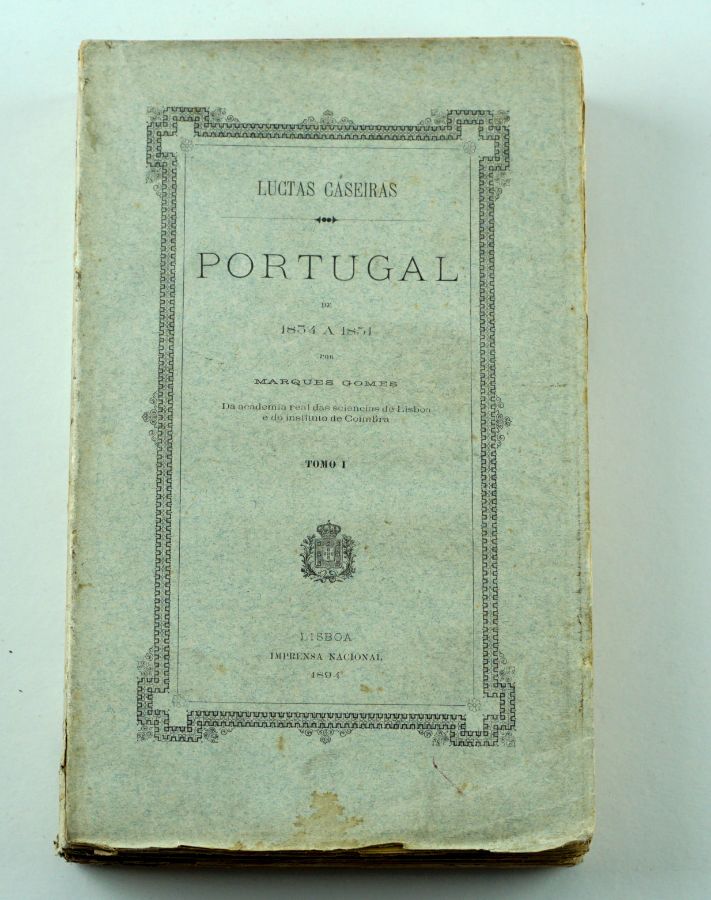 LUCTAS CASEIRAS
PORTUGAL
DE
1834 A 1851
POR
MARQUES GOMES
Da academia real das sciencias de Lisboa
e do instituto de Coimbra
TOMO I
LISBOA
IMPRENSA NACIONAL
1894